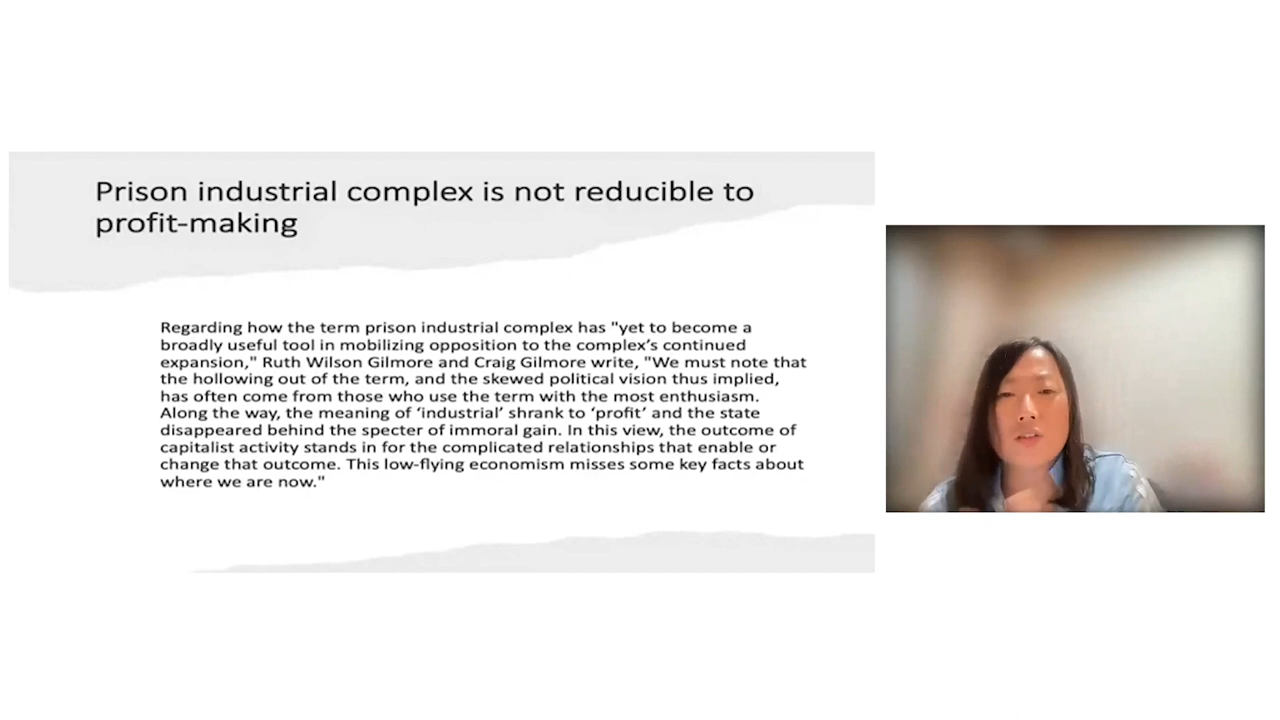 Prison industrial complex is not reducible to
profit-making
Regarding how the term prison industrial complex has "yet to become a
broadly useful tool in mobilizing opposition to the complex’s continued
expansion," Ruth Wilson Gilmore and Craig Gilmore write, "We must note that
the hollowing out of the term, and the skewed political vision thus implied,
has often come from those who use the term with the most enthusiasm.
Along the way, the meaning of ‘industrial’ shrank to ‘profit’ and the state
disappeared behind the specter of immoral gain. In this view, the outcome of
capitalist activity stands in for the complicated relationships that enable or
change that outcome. This low-flying economism misses some key facts about
where we are now."